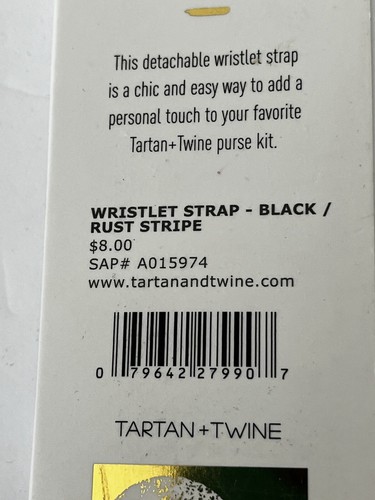 This detachable wristlet strap
is a chic and easy way to add a
personal touch to your favorite
Tartan+Twine purse kit.
WRISTLET STRAP - BLACK /
RUST STRIPE
$8.00
SAP# A015974
www.tartanandtwine.com
0 79642 27990 7
TARTAN+TWINE